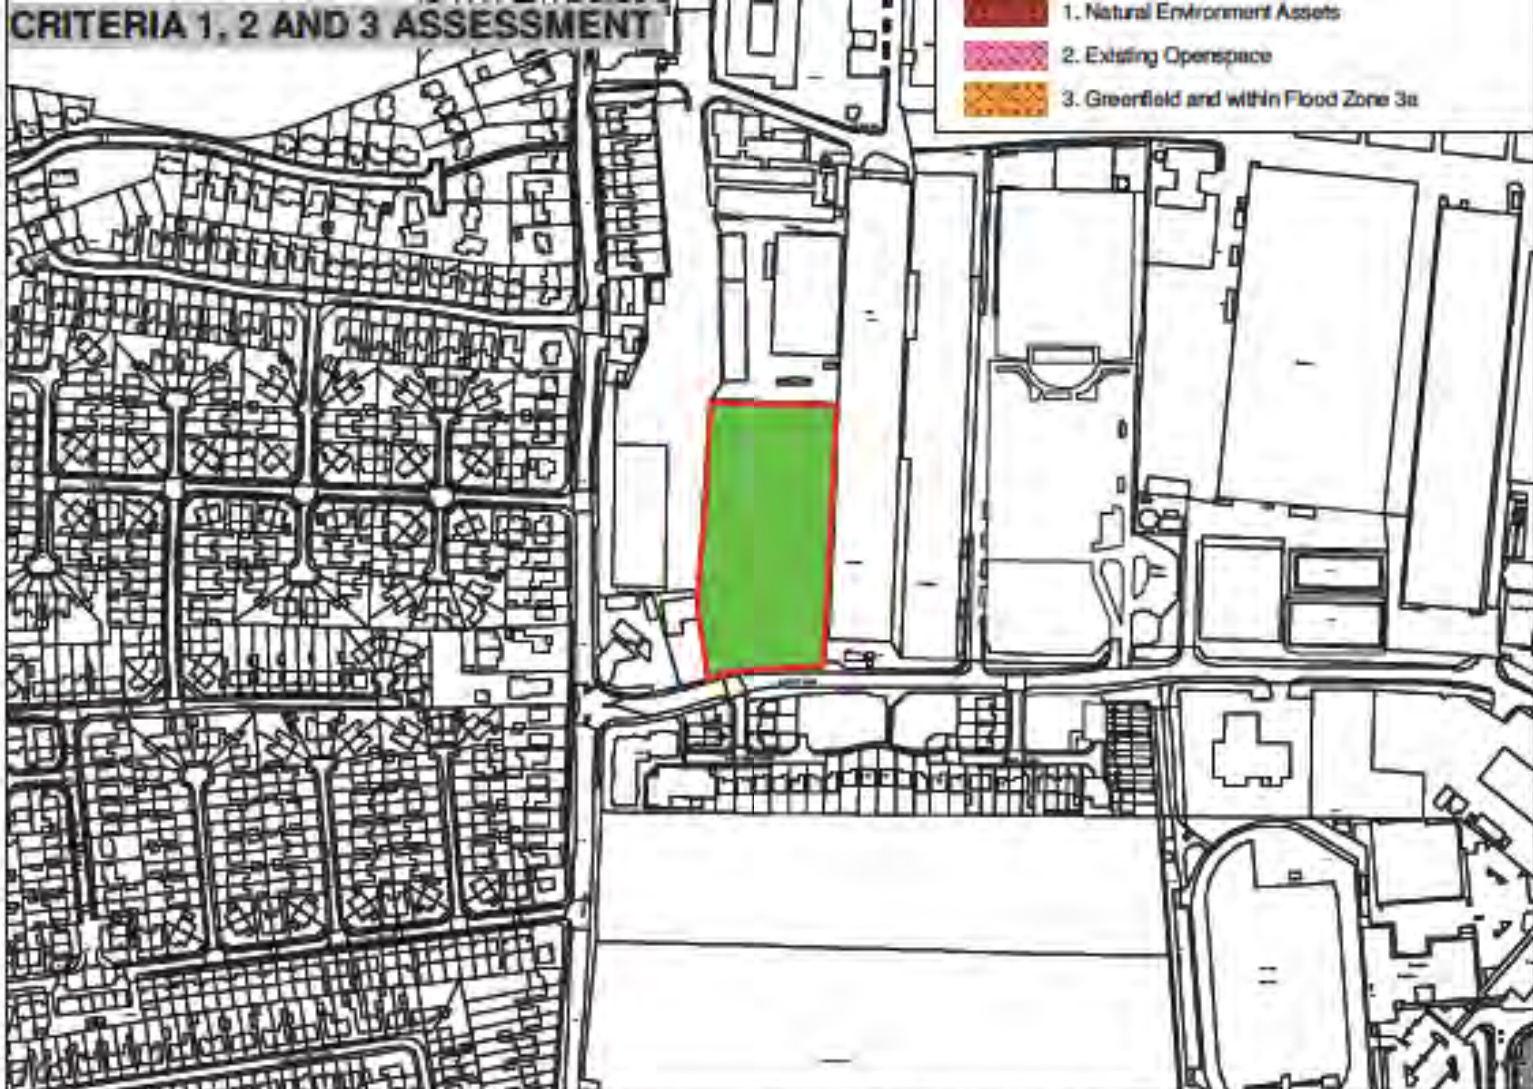 CRITERIA 1, 2 AND 3 ASSESSMENT
1. Natural Environment Assets
2. Existing Openspace
3. Greenfield and within Flood Zone 3a